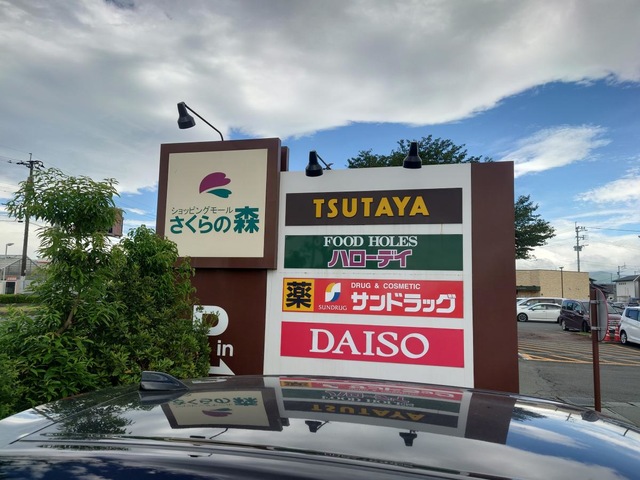 ショッピングモール
さくらの森
TSUTAYA
FOOD HOLES
ハローデイ
薬
SUNDRUG
DRUG & COSMETIC
サンドラッグ
DAISO
in